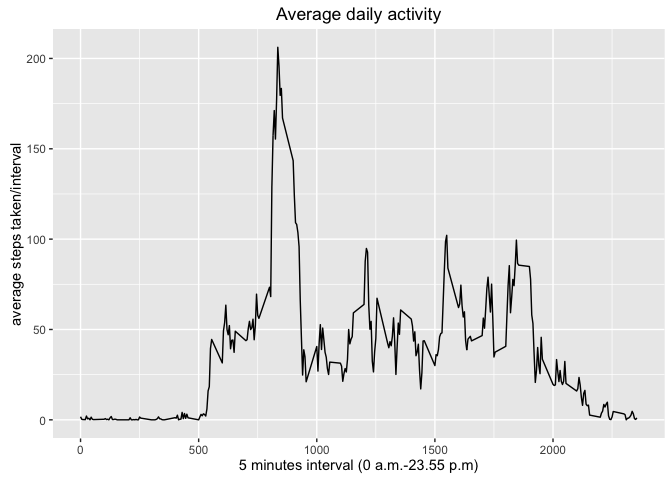 Average daily activity
average steps taken/interval
200
150
100
50
0
0 500 1000 1500 2000
5 minutes interval (0 a.m.-23.55 p.m)